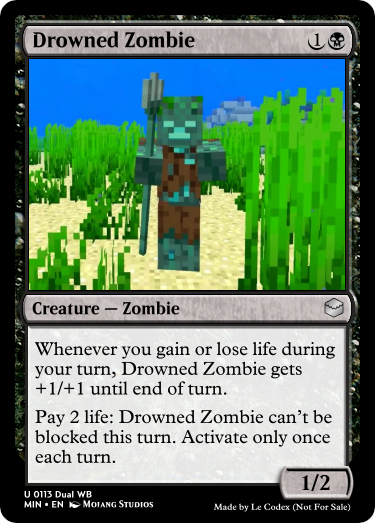 Drowned Zombie 1
Creature — Zombie
Whenever you gain or lose life during
your turn, Drowned Zombie gets
+1/+1 until end of turn.
Pay 2 life: Drowned Zombie can't be
blocked this turn. Activate only once
each turn.
1/2
U 0113 Dual WB
MIN • EN Mojang Studios
Made by Le Codex (Not For Sale)